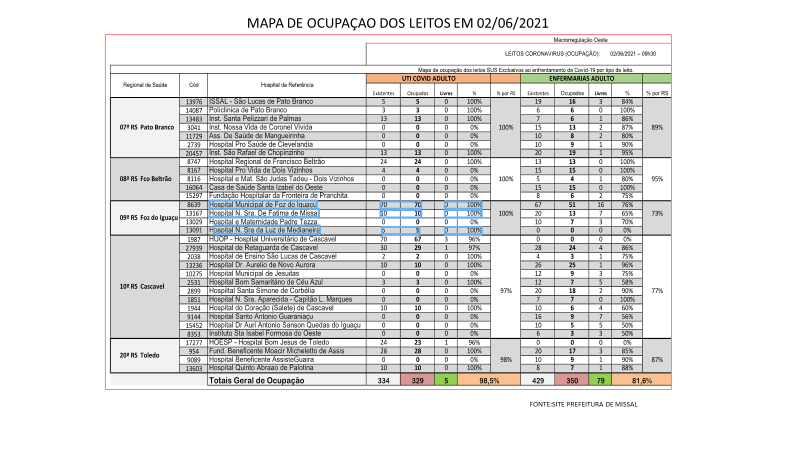 MAPA DE OCUPAÇAO DOS LEITOS EM 02/06/2021
Macrorregulação Oeste
LEITOS CORONAVIRUS (OCUPAÇÃO): 02/06/2021 – 09h30
Mapa de ocupação dos leitos SUS Exclusivos ao enfrentamento da Covid-19 por tipo de leito.
UTI COVID ADULTO ENFERMARIAS ADULTO
Regional de Saúde Cód Hospital de Referência Existentes Ocupados Livres % % por RS Existentes Ocupados Livres % % por RS
13976 ISSAL - São Lucas de Pato Branco 5 5 0 100% 19 16 3 84%
14087 Policlinica de Pato Branco 3 3 0 100% 6 6 0 100%
13483 Inst. Santa Pelizzari de Palmas 13 13 0 100% 7 6 1 86%
07ª RS Pato Branco 3041 Inst. Nossa Vida de Coronel Vivida 0 0 0 0% 100% 15 13 2 87% 89%
11729 Ass. De Saúde de Mangueirinha 0 0 0 0% 10 8 2 80%
2739 Hospital Pro Saúde de Clevelandia 0 0 0 0% 10 9 1 90%
20457 Inst. São Rafael de Chopinzinho 13 13 0 100% 20 19 1 95%
8747 Hospital Regional de Francisco Beltrão 24 24 0 100% 13 13 0 100%
8167 Hospital Pro Vida de Dois Vizinhos 4 4 0 100% 15 15 0 100%
08ª RS Fco Beltrão 8116 Hospital e Mat. São Judas Tadeu - Dois Vizinhos 0 0 0 0% 100% 5 4 1 80% 95%
16064 Casa de Saúde Santa Izabel do Oeste 0 0 0 0% 15 15 0 100%
15297 Fundação Hospitalar da Fronteira de Pranchita 0 0 0 0% 8 6 2 75%
8639 Hospital Municipal de Foz do Iguaçu 70 70 0 100% 67 51 16 76%
09ª RS Foz do Iguaçu 13167 Hospital N. Sra. De Fatima de Missal 10 10 0 100% 100% 20 13 7 65% 73%
13029 Hospital e Maternidade Padre Tezza 0 0 0 0% 10 7 3 70%
13091 Hospital N. Sra da Luz de Medianeira 5 5 0 100%
1987 HUOP - Hospital Universitário de Cascavel 70 67 3 96% 0 0 0 0%
27939 Hospital de Retaguarda de Cascavel 30 29 1 97% 28 24 4 86%
2038 Hospital de Ensino São Lucas de Cascavel 2 2 0 100% 4 3 1 75%
13236 Hospital Dr. Aurelio de Novo Aurora 10 10 0 100% 26 25 1 96%
10275 Hospital Municipal de Jesuitas 0 0 0 0% 12 9 3 75%
2531 Hospital Bom Samaritáno de Céu Azul 3 3 0 100% 12 7 5 58%
10ª RS Cascavel 2899 Hospilal Santa Simone de Corbélia 0 0 0 0% 97% 20 18 2 90% 77%
1851 Hospital N. Sra. Aparecida - Capitão L. Marques 0 0 0 0% 7 7 0 100%
1944 Hospital do Coração (Salete) de Cascavel 10 10 0 100% 10 6 4 60%
9144 Hospital Santo Antonio Guaraniaçu 0 0 0 0% 16 9 7 56%
15452 Hospital Dr Auri Antonio Sanson Quedas do Iguaçu 0 0 0 0% 10 5 5 50%
8353 Instituto Sta Isabel Formosa do Oeste 0 0 0 0% 6 3 3 50%
17277 HOESP - Hospital Bom Jesus de Toledo 24 23 1 96% 0 0 0 0%
20ª RS Toledo 954 Fund. Beneficente Moacir Micheletto de Assis 28 28 0 100% 98% 20 17 3 85% 87%
9089 Hospital Beneficente AssisteGuaira 0 0 0 0% 10 9 1 90%
13603 Hospital Quinto Abraao de Palotina 10 10 0 100% 8 7 1 88%
Totais Geral de Ocupação 334 329 5 98,5% 429 350 79 81,6%
FONTE:SITE PREFEITURA DE MISSAL